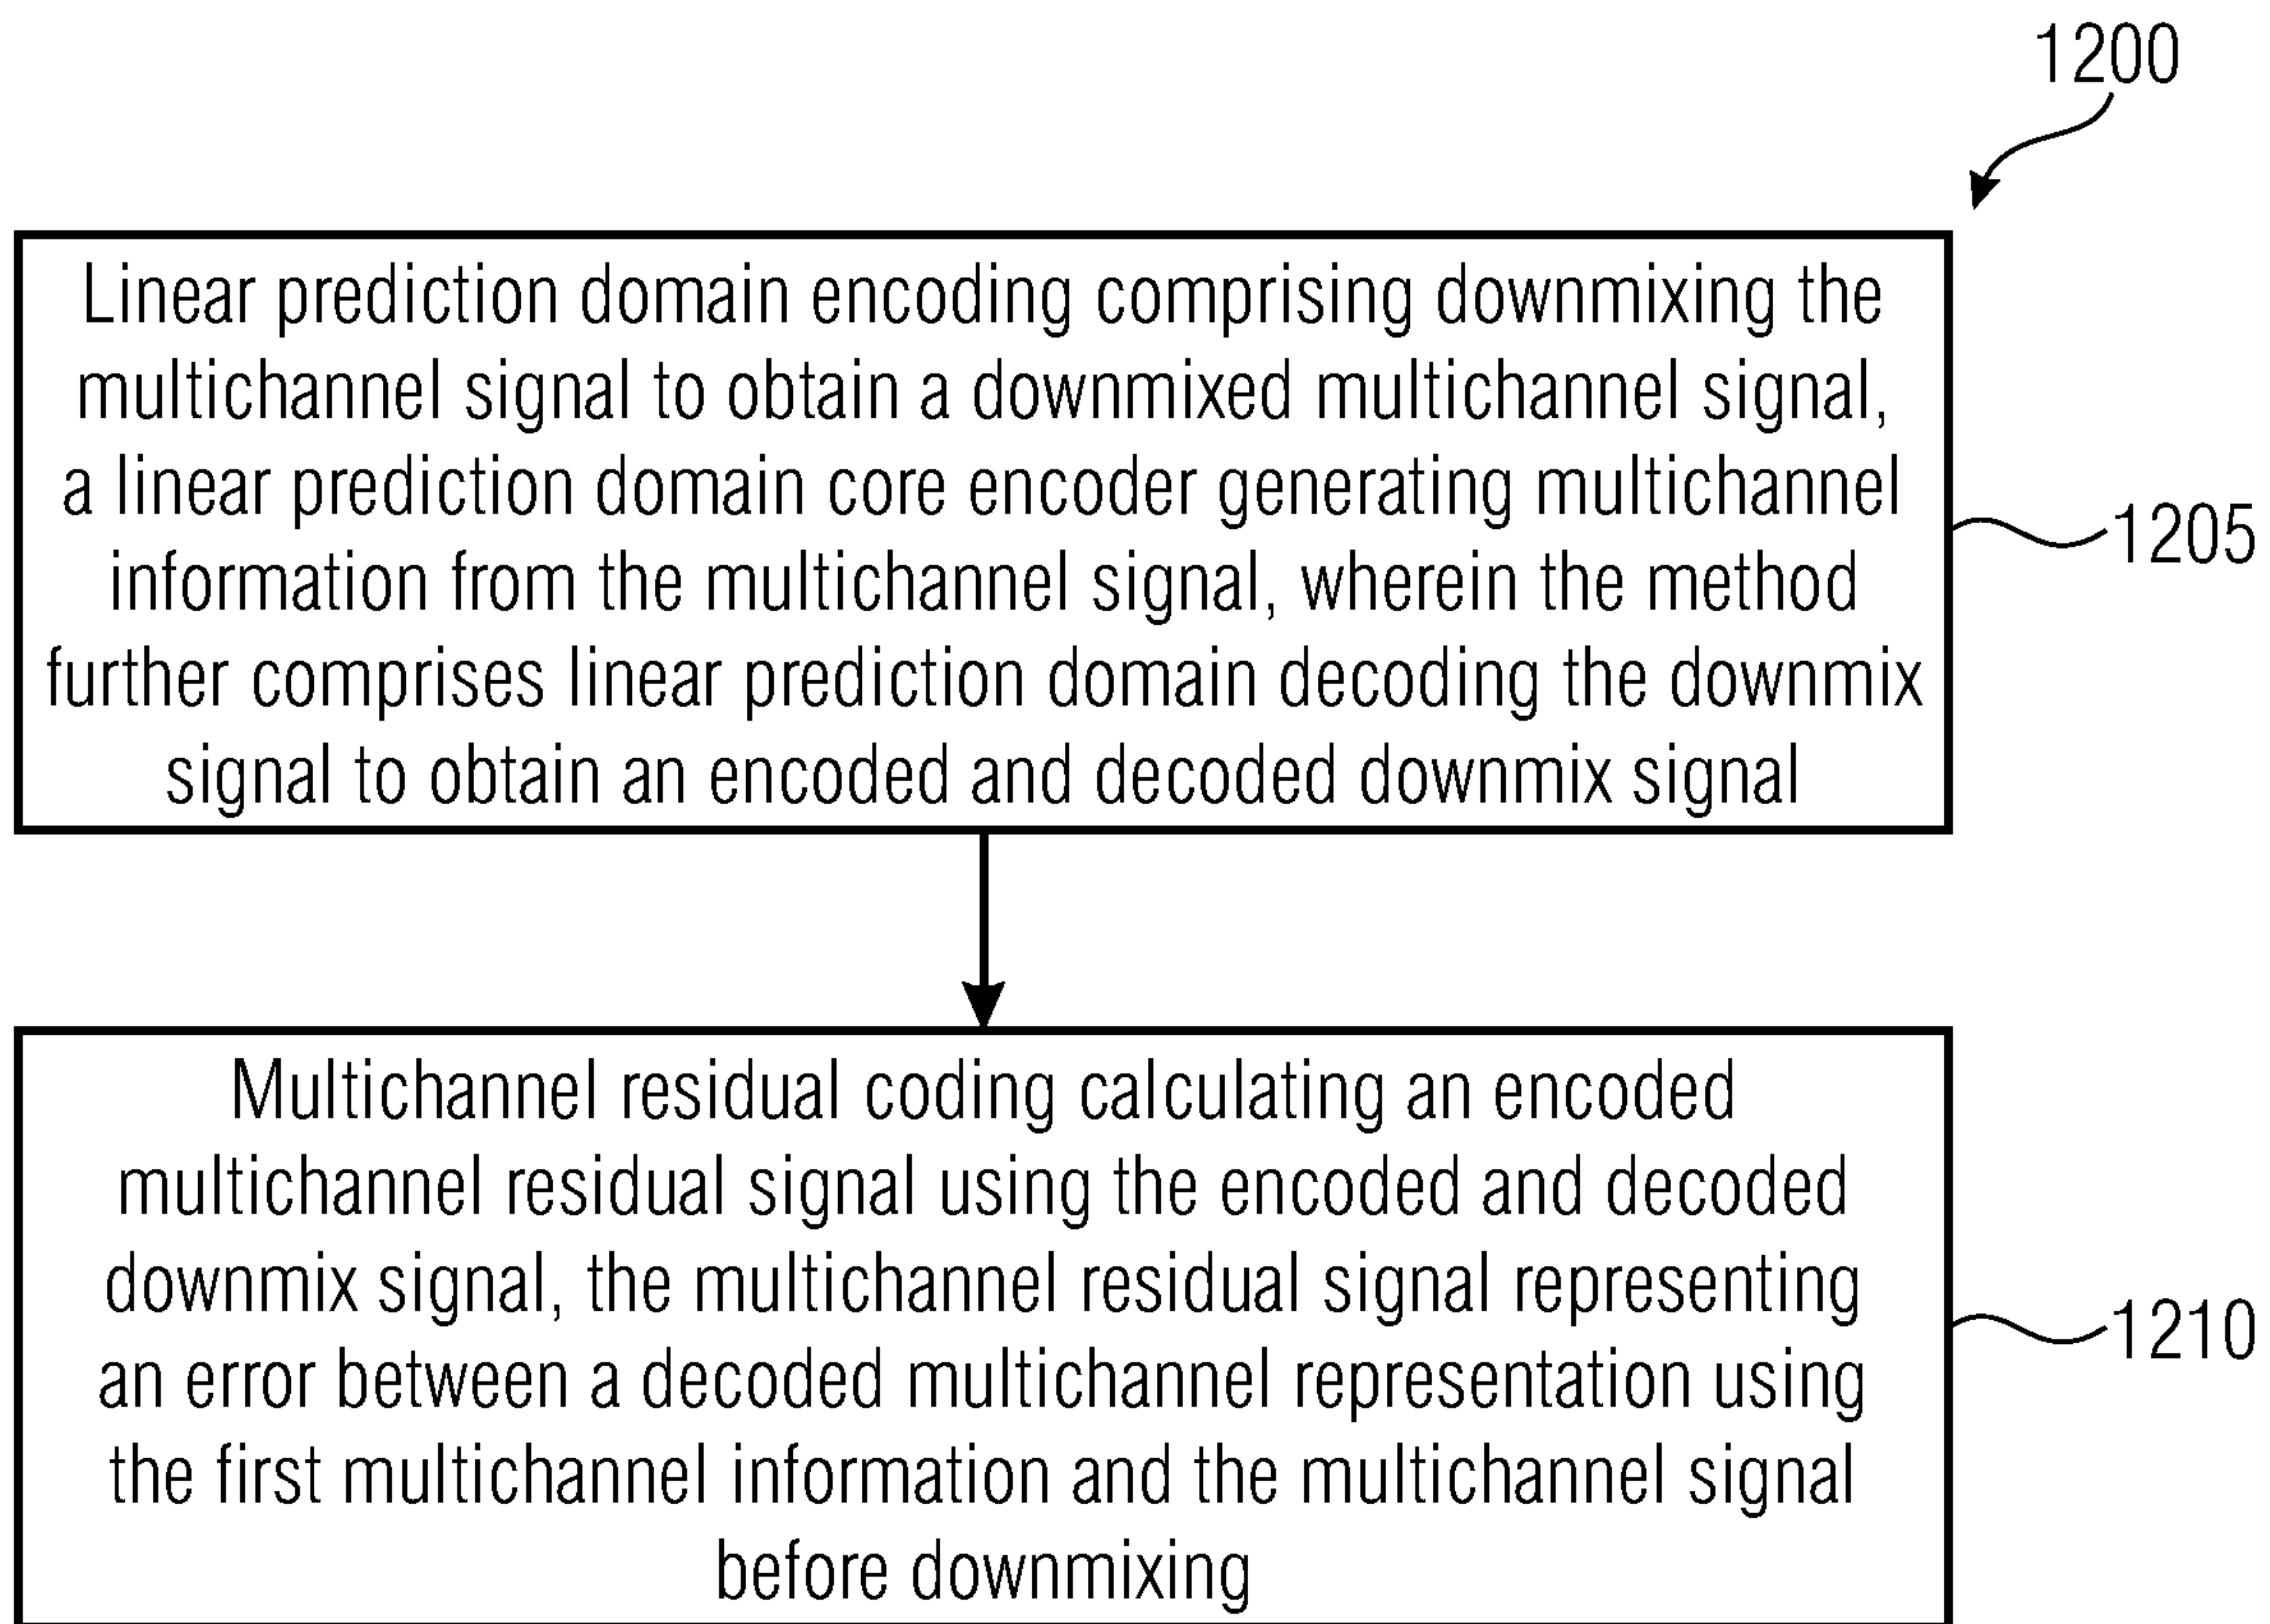 1200
Linear prediction domain encoding comprising downmixing the
multichannel signal to obtain a downmixed multichannel signal,
a linear prediction domain core encoder generating multichannel
information from the multichannel signal, wherein the method
further comprises linear prediction domain decoding the downmix
signal to obtain an encoded and decoded downmix signal
1205
Multichannel residual coding calculating an encoded
multichannel residual signal using the encoded and decoded
downmix signal, the multichannel residual signal representing
an error between a decoded multichannel representation using
the first multichannel information and the multichannel signal
before downmixing
1210